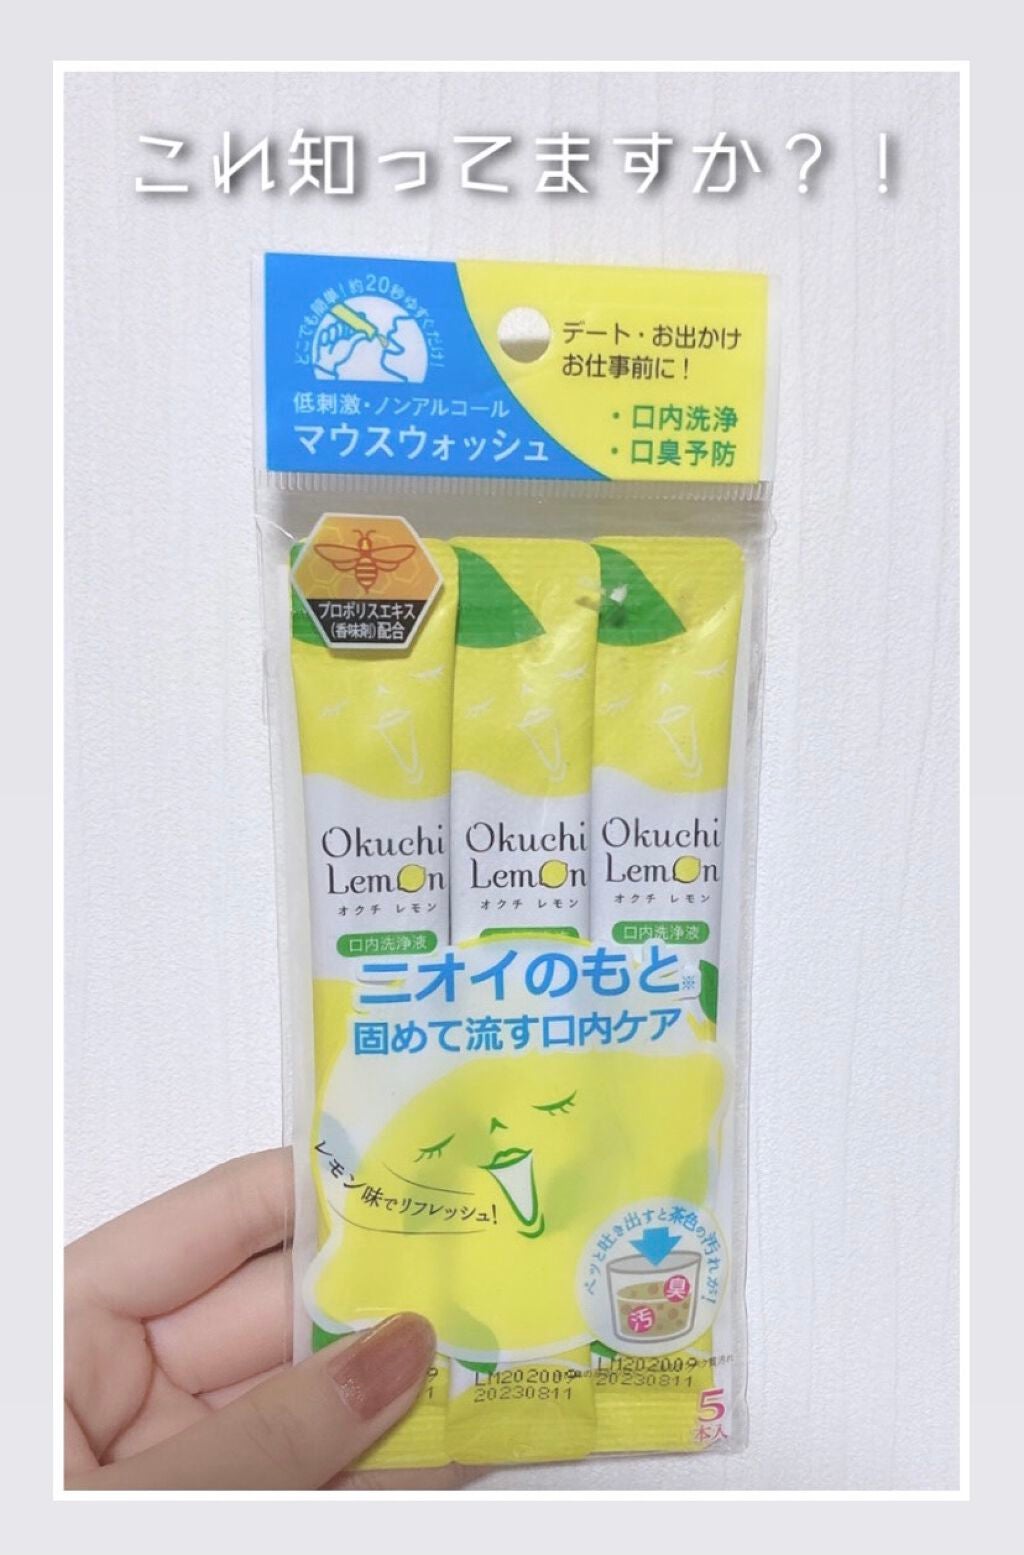 これ知ってますか？！
どこでも簡単！約20秒ゆすぐだけ！
デート・お出かけ
お仕事前に！
・口内洗浄
・口臭予防
低刺激・ノンアルコール
マウスウォッシュ
プロポリスエキス
（香味剤）配合
Okuchi
Lemon
オクチ レモン
口内洗浄液
Okuchi
Lemon
オクチ レモン
Okuchi
Lemon
オクチ レモン
口内洗浄液
ニオイのもと※
固めて流す口内ケア
レモン味でリフレッシュ！
ペッと吐き出すと茶色の汚れが！
臭
汚
LM202009
20230811
LM202009
20230811
5
本入